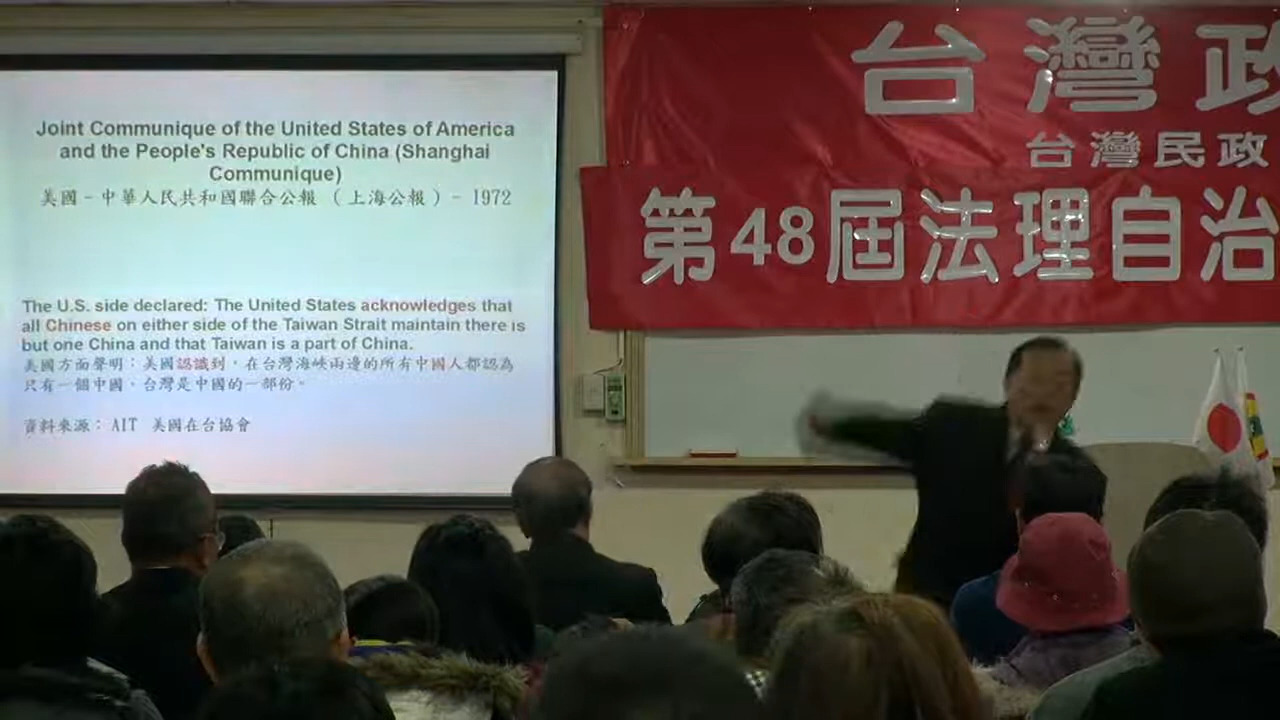 Joint Communique of the United States of America
and the People's Republic of China (Shanghai
Communique)
美國－中華人民共和國聯合公報 （上海公報）－ 1972
The U.S. side declared: The United States acknowledges that
all Chinese on either side of the Taiwan Strait maintain there is
but one China and that Taiwan is a part of China.
美國方面聲明：美國認識到，在台灣海峽兩邊的所有中國人都認為
只有一個中國，台灣是中國的一部份。
資料來源： AIT 美國在台協會
台灣政
台灣民政
第48屆法理自治